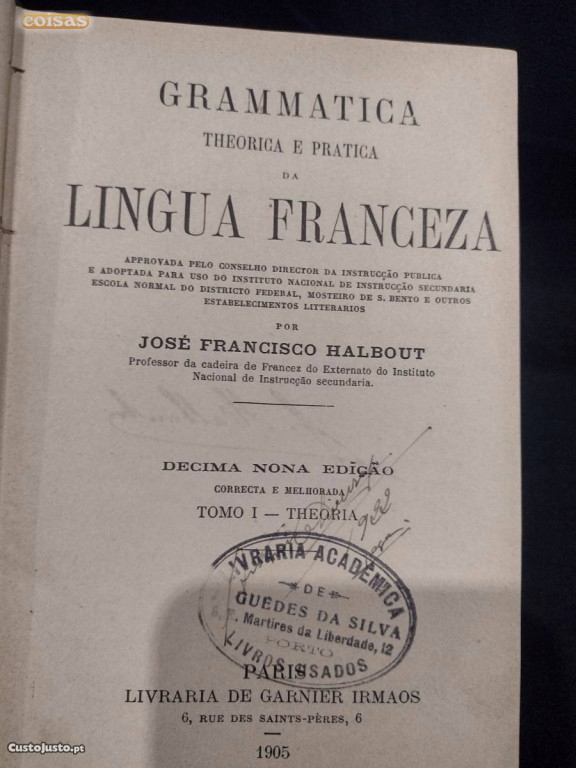 coisas
GRAMMATICA
THEORICA E PRATICA
DA
LINGUA FRANCEZA
APPROVADA PELO CONSELHO DIRECTOR DA INSTRUCÇÃO PUBLICA
E ADOPTADA PARA USO DO INSTITUTO NACIONAL DE INSTRUCÇÃO SECUNDARIA
ESCOLA NORMAL DO DISTRICTO FEDERAL, MOSTEIRO DE S. BENTO E OUTROS
ESTABELECIMENTOS LITTERARIOS
POR
JOSÉ FRANCISCO HALBOUT
Professor da cadeira de Francez do Externato do Instituto
Nacional de Instrucção secundaria.
DECIMA NONA EDIÇÃO
CORRECTA E MELHORADA
TOMO I — THEORIA
932
LIVRARIA ACADÉMICA
DE
GUEDES DA SILVA
Martires da Liberdade, 12
PORTO
LIVROS USADOS
PARIS
LIVRARIA DE GARNIER IRMAOS
6, RUE DES SAINTS-PÈRES, 6
1905
CustoJusto.pt